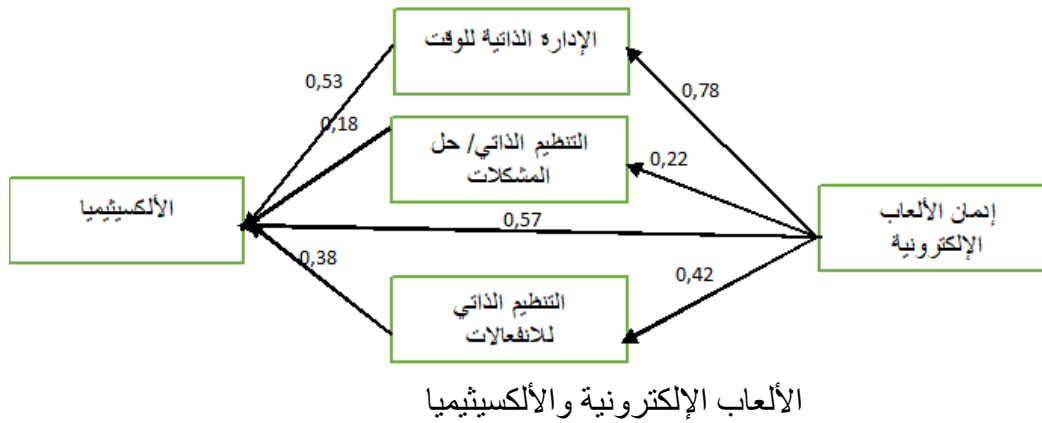 الإدارة الذاتية للوقت
0,53
0,78
0,18
التنظيم الذاتي/ حل
المشكلات
0,22
إدمان الألعاب
الإلكترونية
الألكسيثيميا
0,57
0,42
0,38
التنظيم الذاتي
للانفعالات
الألعاب الإلكترونية والألكسيثيميا